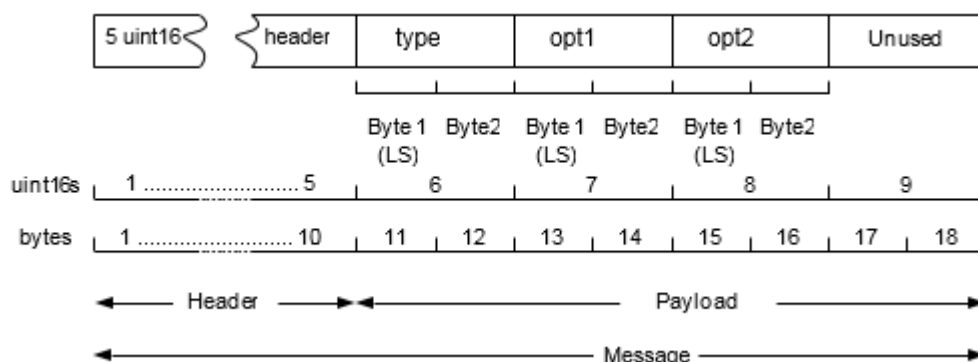 5 uint16 header type opt1 opt2 Unused
Byte 1 Byte2 Byte 1 Byte2 Byte 1 Byte2
(LS) (LS) (LS)
uint16s 1 ........................ 5 6 7 8 9
bytes 1 ........................ 10 11 12 13 14 15 16 17 18
Header Payload
Message